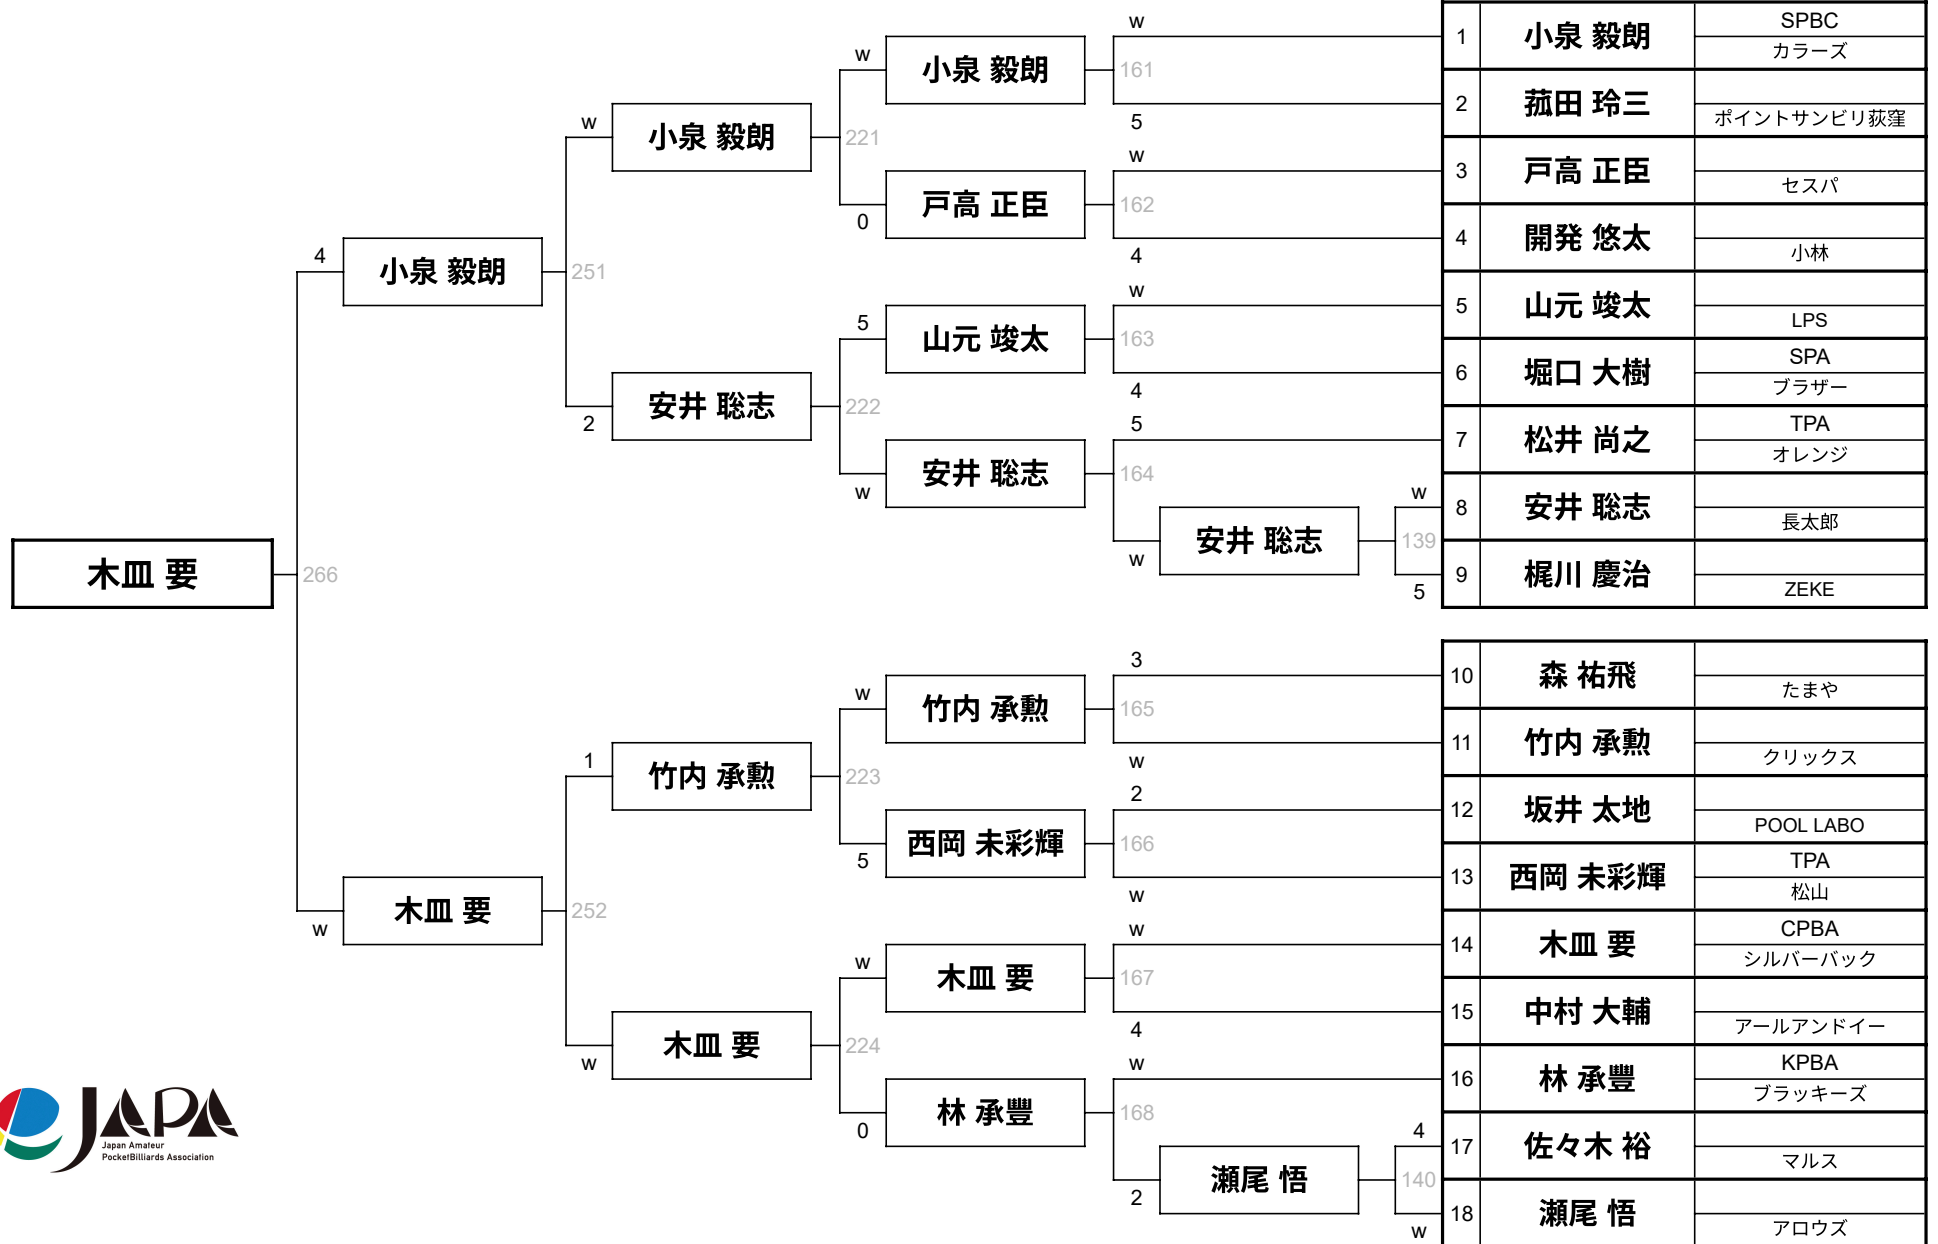 1 小泉 毅朗 SPBC
カラーズ
2 菰田 玲三
ポイントサンビリ荻窪
3 戸高 正臣
セスパ
4 開発 悠太
小林
5 山元 竣太
LPS
6 堀口 大樹 SPA
ブラザー
7 松井 尚之 TPA
オレンジ
8 安井 聡志
長太郎
9 梶川 慶治
ZEKE
w
161
5
w
162
4
w
163
4
5
164
w
w
139
5
安井 聡志
小泉 毅朗
戸高 正臣
山元 竣太
安井 聡志
w
221
0
5
222
w
小泉 毅朗
安井 聡志
w
251
2
小泉 毅朗
4
266
w
木皿 要
10 森 祐飛
たまや
11 竹内 承勲
クリックス
12 坂井 太地
POOL LABO
13 西岡 未彩輝 TPA
松山
14 木皿 要 CPBA
シルバーバック
15 中村 大輔
アールアンドイー
16 林 承豐 KPBA
ブラッキーズ
17 佐々木 裕
マルス
18 瀬尾 悟
アロウズ
3
165
w
2
166
w
w
167
4
w
168
2
4
140
w
瀬尾 悟
竹内 承勲
西岡 未彩輝
木皿 要
林 承豐
w
223
5
w
224
0
竹内 承勲
木皿 要
1
252
w
木皿 要
JAPA
Japan Amateur
PocketBilliards Association